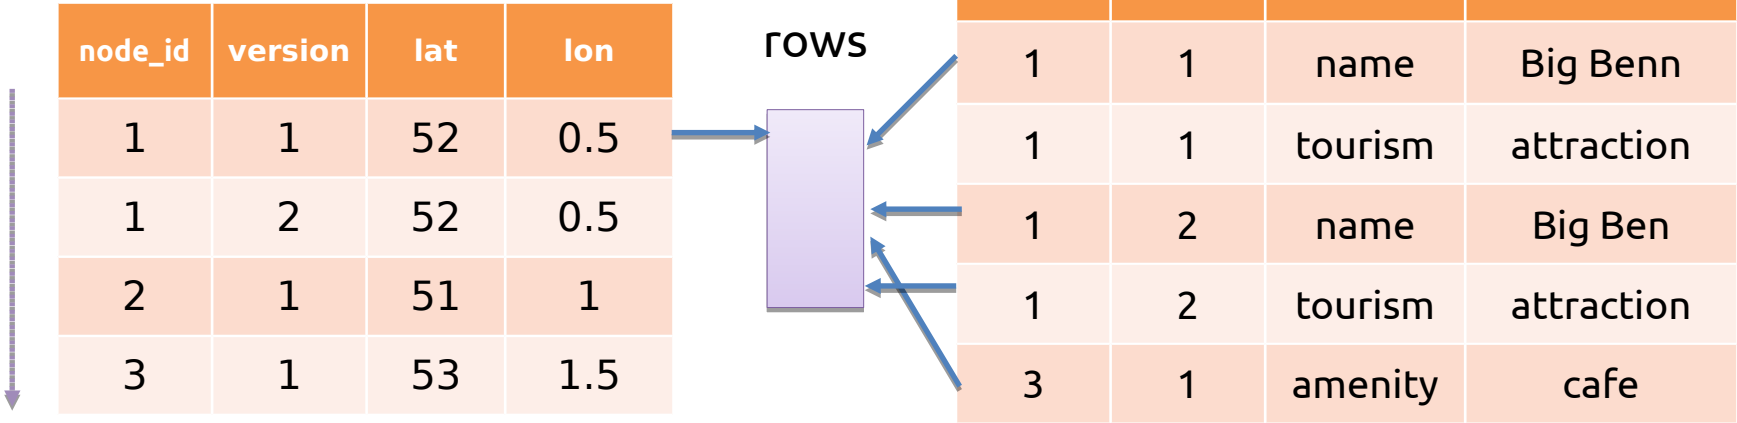 node_id version lat lon
1 1 52 0.5
1 2 52 0.5
2 1 51 1
3 1 53 1.5
rows
1 1 name Big Benn
1 1 tourism attraction
1 2 name Big Ben
1 2 tourism attraction
3 1 amenity cafe